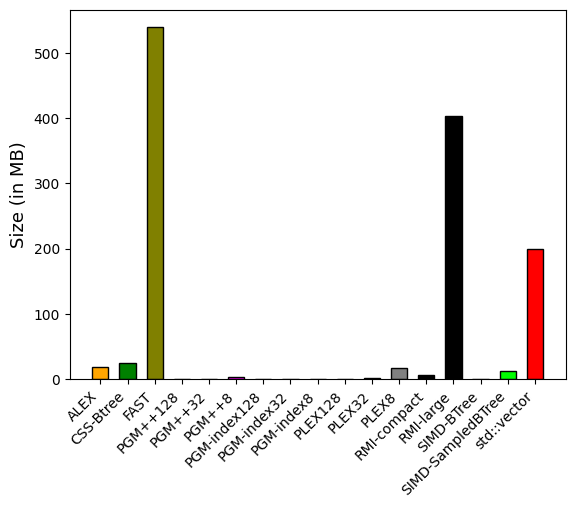 Size (in MB)
500
400
300
200
100
0
ALEX
CSS-Btree
FAST
PGM++128
PGM++32
PGM++8
PGM-index128
PGM-index32
PGM-index8
PLEX128
PLEX32
PLEX8
RMI-compact
RMI-large
SIMD-BTree
SIMD-SampledBTree
std::vector